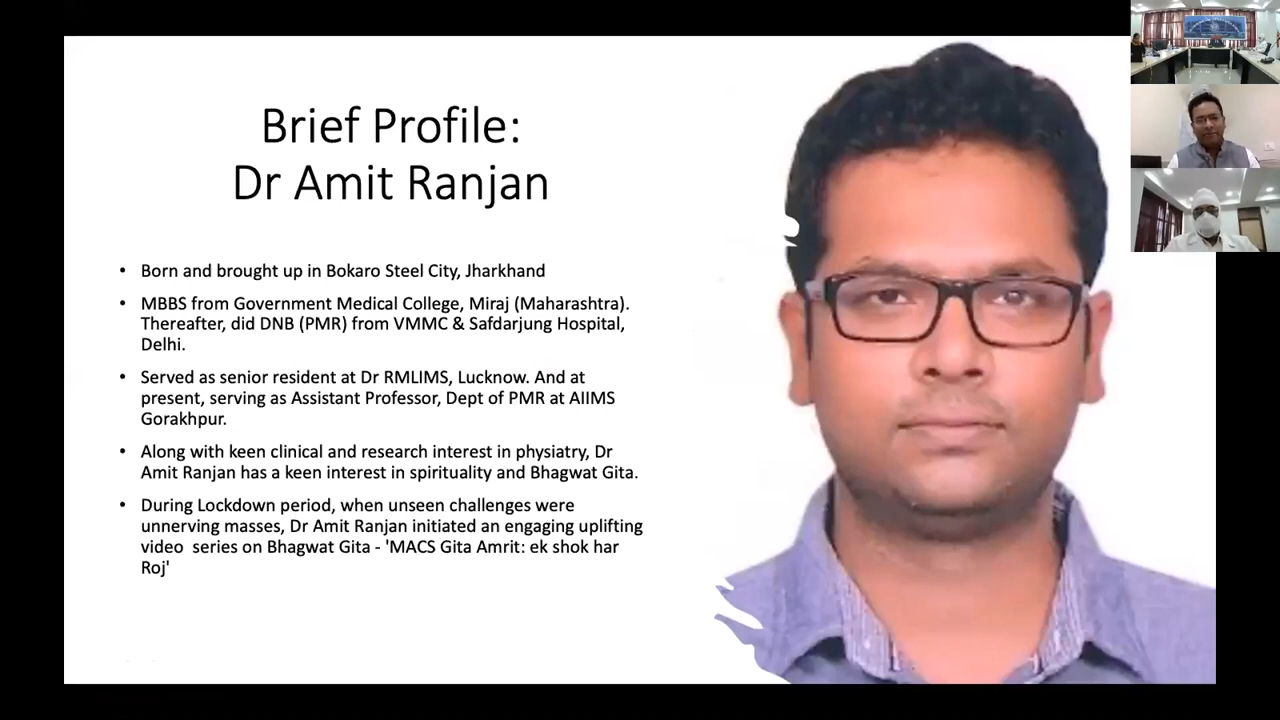 Brief Profile:
Dr Amit Ranjan
• Born and brought up in Bokaro Steel City, Jharkhand
• MBBS from Government Medical College, Miraj (Maharashtra).
Thereafter, did DNB (PMR) from VMMC & Safdarjung Hospital,
Delhi.
• Served as senior resident at Dr RMLIMS, Lucknow. And at
present, serving as Assistant Professor, Dept of PMR at AIIMS
Gorakhpur.
• Along with keen clinical and research interest in physiatry, Dr
Amit Ranjan has a keen interest in spirituality and Bhagwat Gita.
• During Lockdown period, when unseen challenges were
unnerving masses, Dr Amit Ranjan initiated an engaging uplifting
video series on Bhagwat Gita - 'MACS Gita Amrit: ek shok har
Roj'